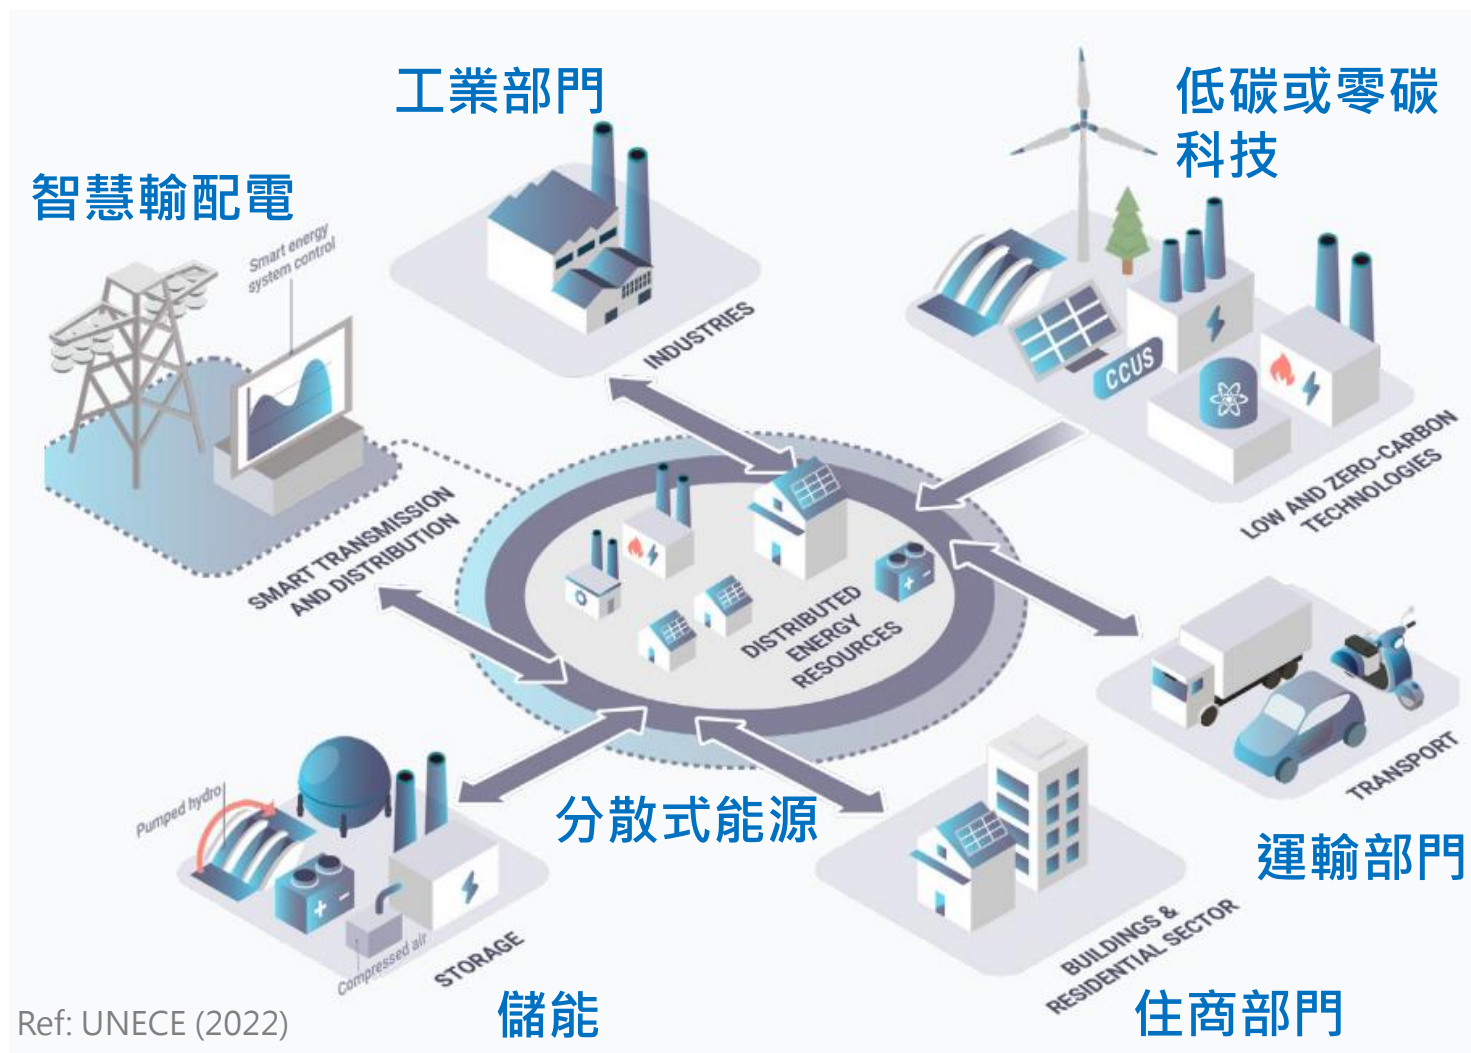 工業部門
低碳或零碳
科技
智慧輸配電
Smart energy
system control
INDUSTRIES
CCUS
LOW AND ZERO-CARBON
TECHNOLOGIES
SMART TRANSMISSION
AND DISTRIBUTION
DISTRIBUTED
ENERGY
RESOURCES
TRANSPORT
運輸部門
分散式能源
Pumped hydro
Compressed air
STORAGE
儲能
BUILDINGS &
RESIDENTIAL SECTOR
住商部門
Ref: UNECE (2022)